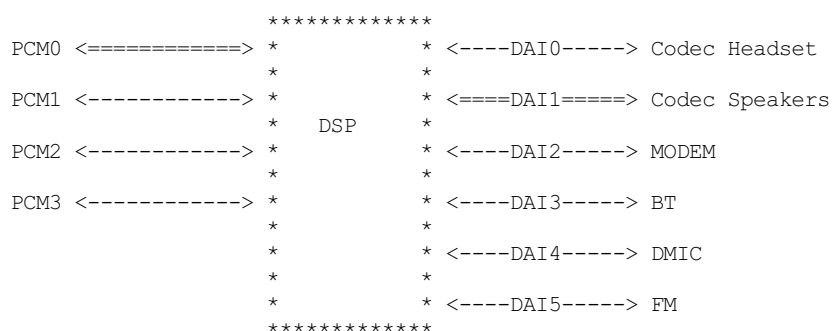 *************
PCM0 <============> *           * <----DAI0-----> Codec Headset
                    *           *
PCM1 <------------> *           * <====DAI1=====> Codec Speakers
                    *   DSP     *
PCM2 <------------> *           * <----DAI2-----> MODEM
                    *           *
PCM3 <------------> *           * <----DAI3-----> BT
                    *           *
                    *           * <----DAI4-----> DMIC
                    *           *
                    *           * <----DAI5-----> FM
                    *************